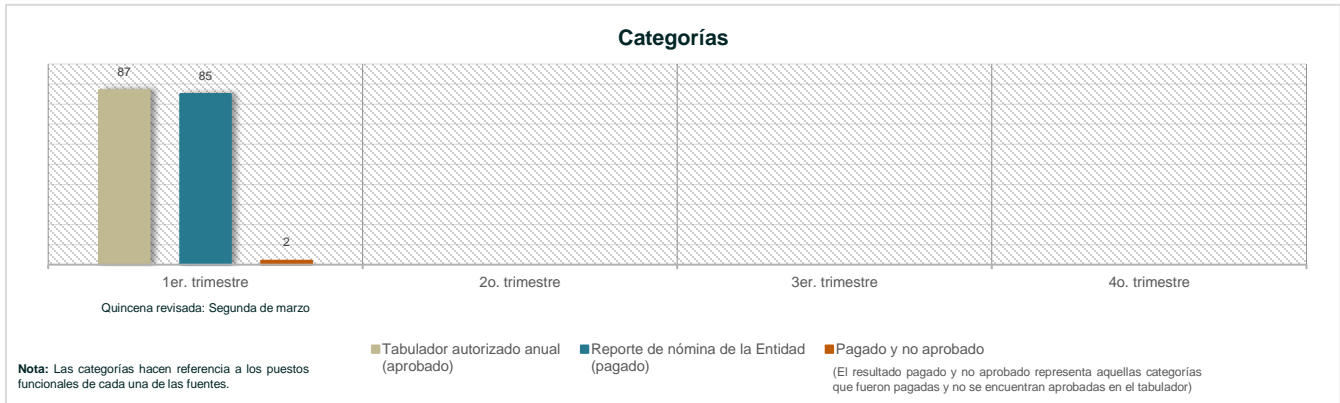 Categorías
87
85
2
1er. trimestre
2o. trimestre
3er. trimestre
4o. trimestre
Quincena revisada: Segunda de marzo
Tabulador autorizado anual
(aprobado)
Reporte de nómina de la Entidad
(pagado)
Pagado y no aprobado
(El resultado pagado y no aprobado representa aquellas categorías
que fueron pagadas y no se encuentran aprobadas en el tabulador)
Nota: Las categorías hacen referencia a los puestos
funcionales de cada una de las fuentes.